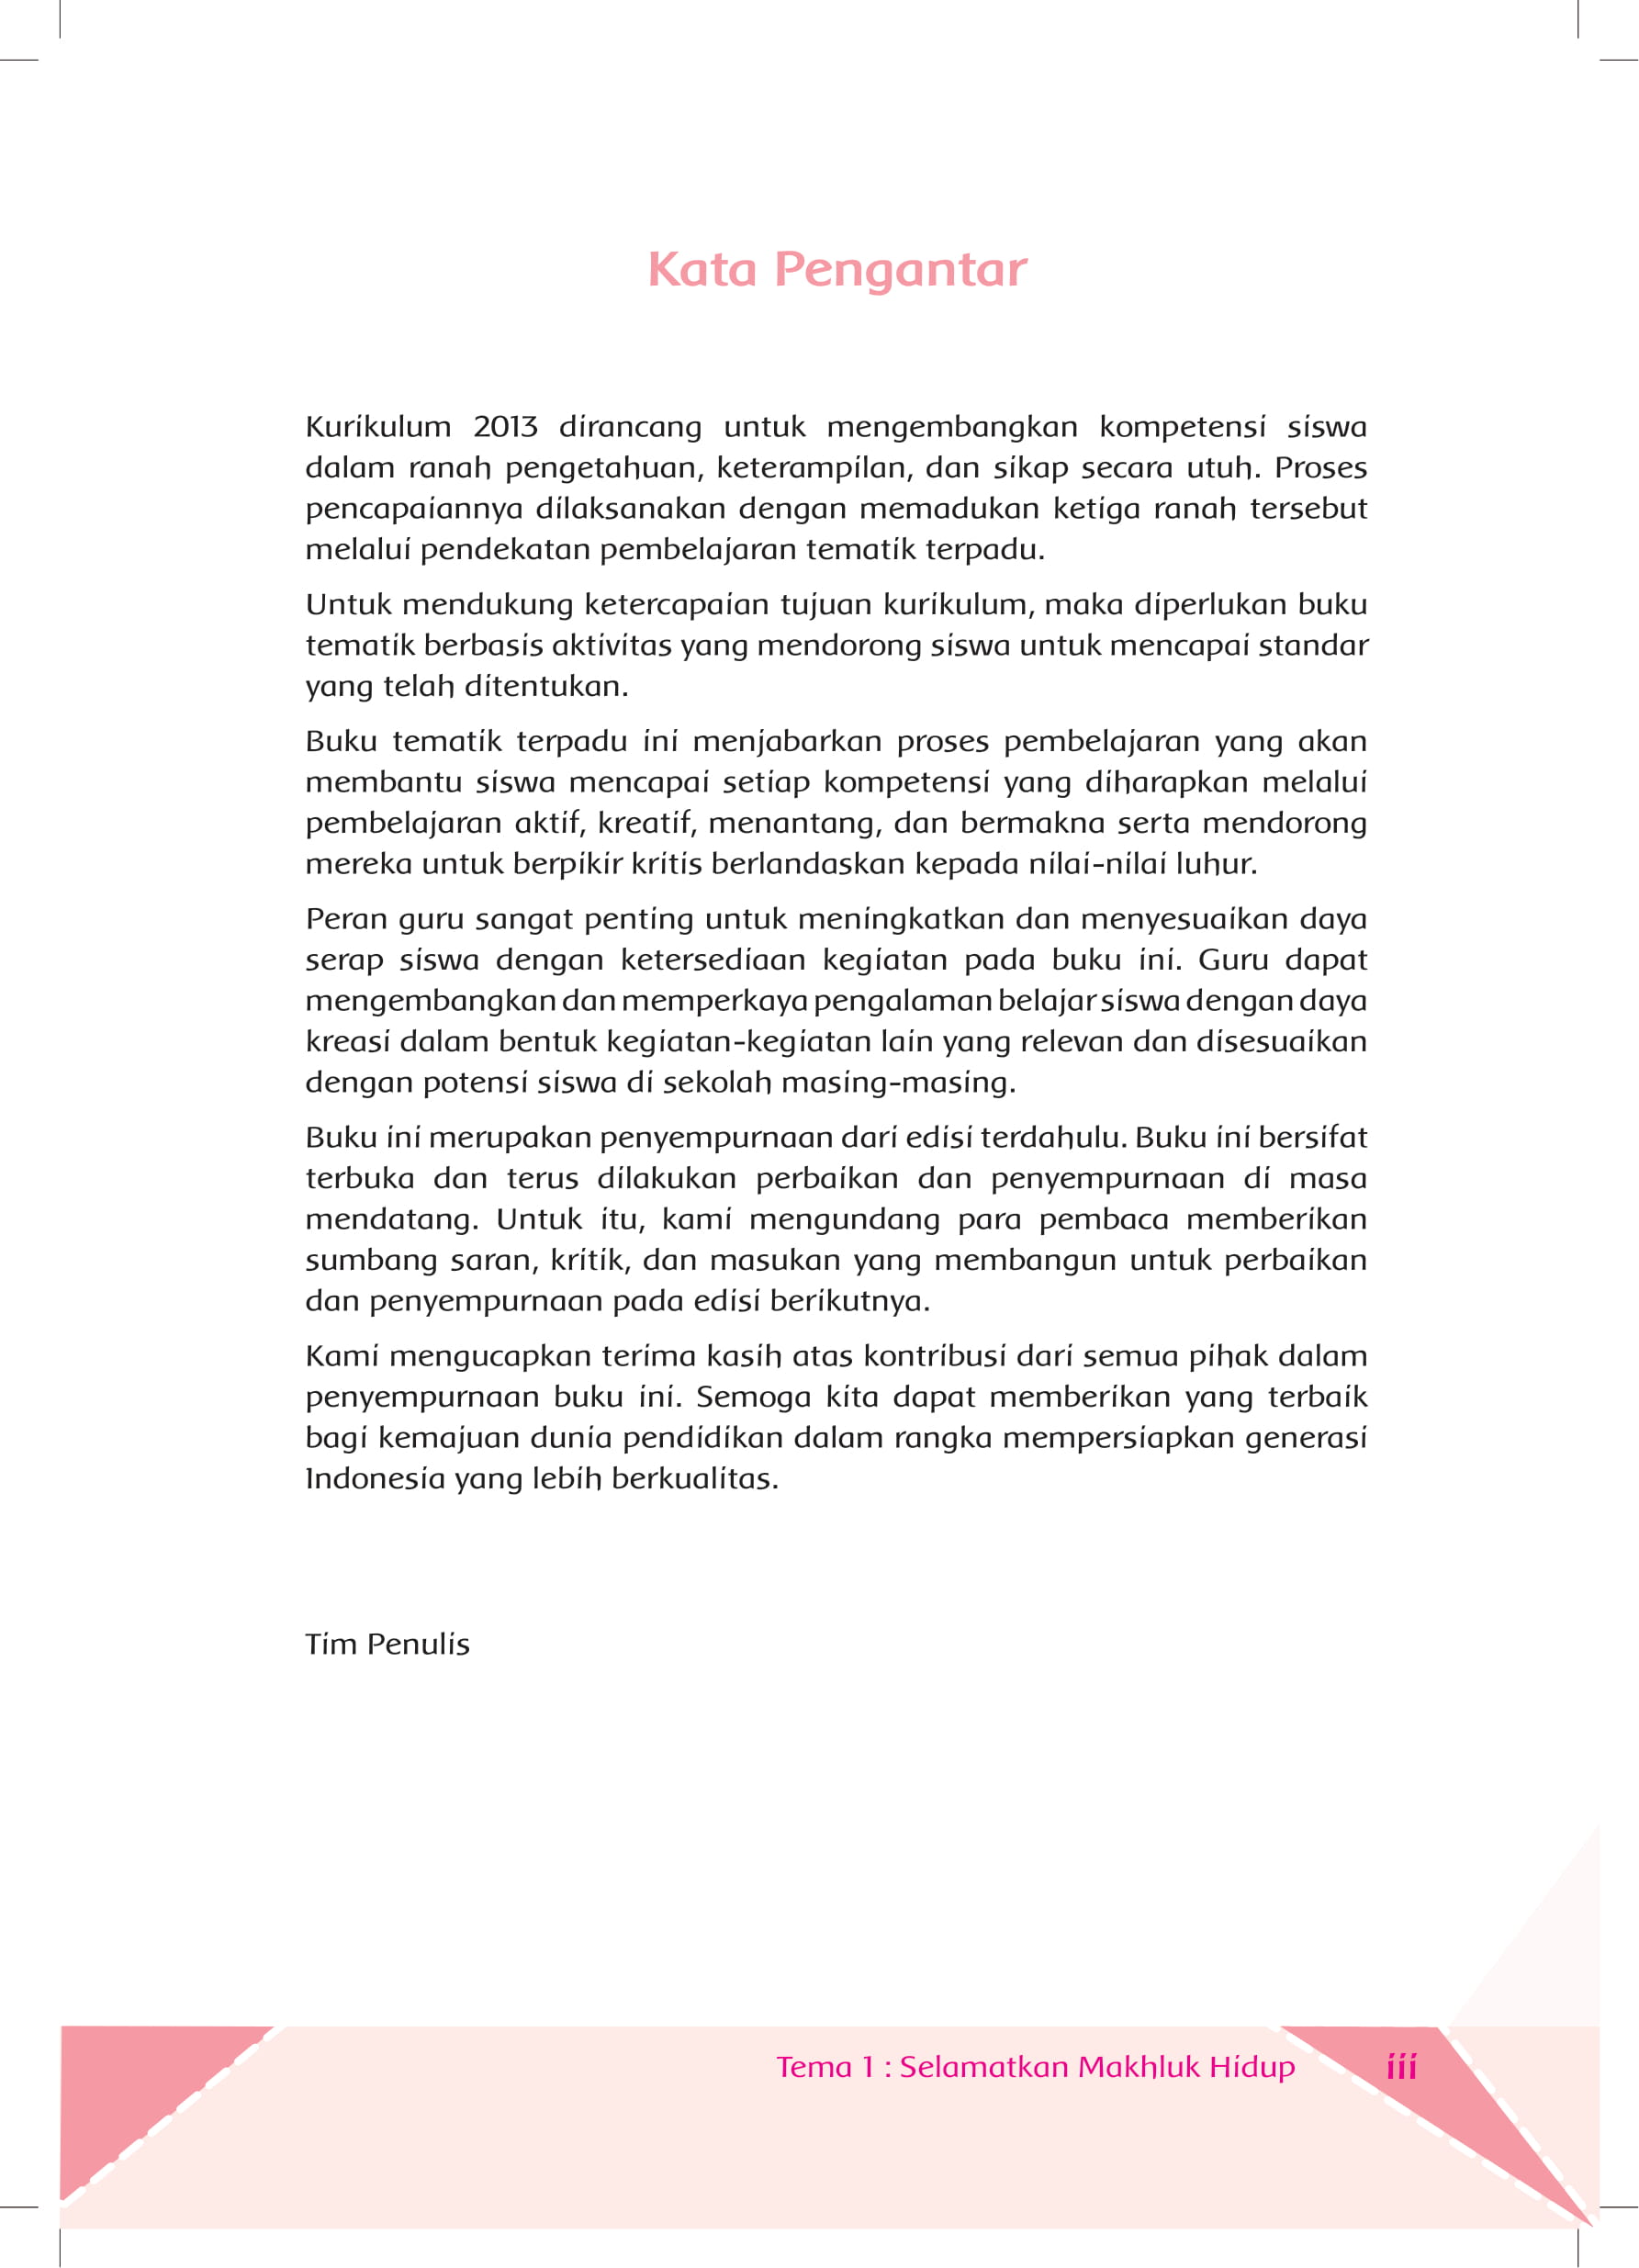 Kata Pengantar
Kurikulum 2013 dirancang untuk mengembangkan kompetensi siswa
dalam ranah pengetahuan, keterampilan, dan sikap secara utuh. Proses
pencapaiannya dilaksanakan dengan memadukan ketiga ranah tersebut
melalui pendekatan pembelajaran tematik terpadu.
Untuk mendukung ketercapaian tujuan kurikulum, maka diperlukan buku
tematik berbasis aktivitas yang mendorong siswa untuk mencapai standar
yang telah ditentukan.
Buku tematik terpadu ini menjabarkan proses pembelajaran yang akan
membantu siswa mencapai setiap kompetensi yang diharapkan melalui
pembelajaran aktif, kreatif, menantang, dan bermakna serta mendorong
mereka untuk berpikir kritis berlandaskan kepada nilai-nilai luhur.
Peran guru sangat penting untuk meningkatkan dan menyesuaikan daya
serap siswa dengan ketersediaan kegiatan pada buku ini. Guru dapat
mengembangkan dan memperkaya pengalaman belajar siswa dengan daya
kreasi dalam bentuk kegiatan-kegiatan lain yang relevan dan disesuaikan
dengan potensi siswa di sekolah masing-masing.
Buku ini merupakan penyempurnaan dari edisi terdahulu. Buku ini bersifat
terbuka dan terus dilakukan perbaikan dan penyempurnaan di masa
mendatang. Untuk itu, kami mengundang para pembaca memberikan
sumbang saran, kritik, dan masukan yang membangun untuk perbaikan
dan penyempurnaan pada edisi berikutnya.
Kami mengucapkan terima kasih atas kontribusi dari semua pihak dalam
penyempurnaan buku ini. Semoga kita dapat memberikan yang terbaik
bagi kemajuan dunia pendidikan dalam rangka mempersiapkan generasi
Indonesia yang lebih berkualitas.
Tim Penulis
Tema 1 : Selamatkan Makhluk Hidup iii